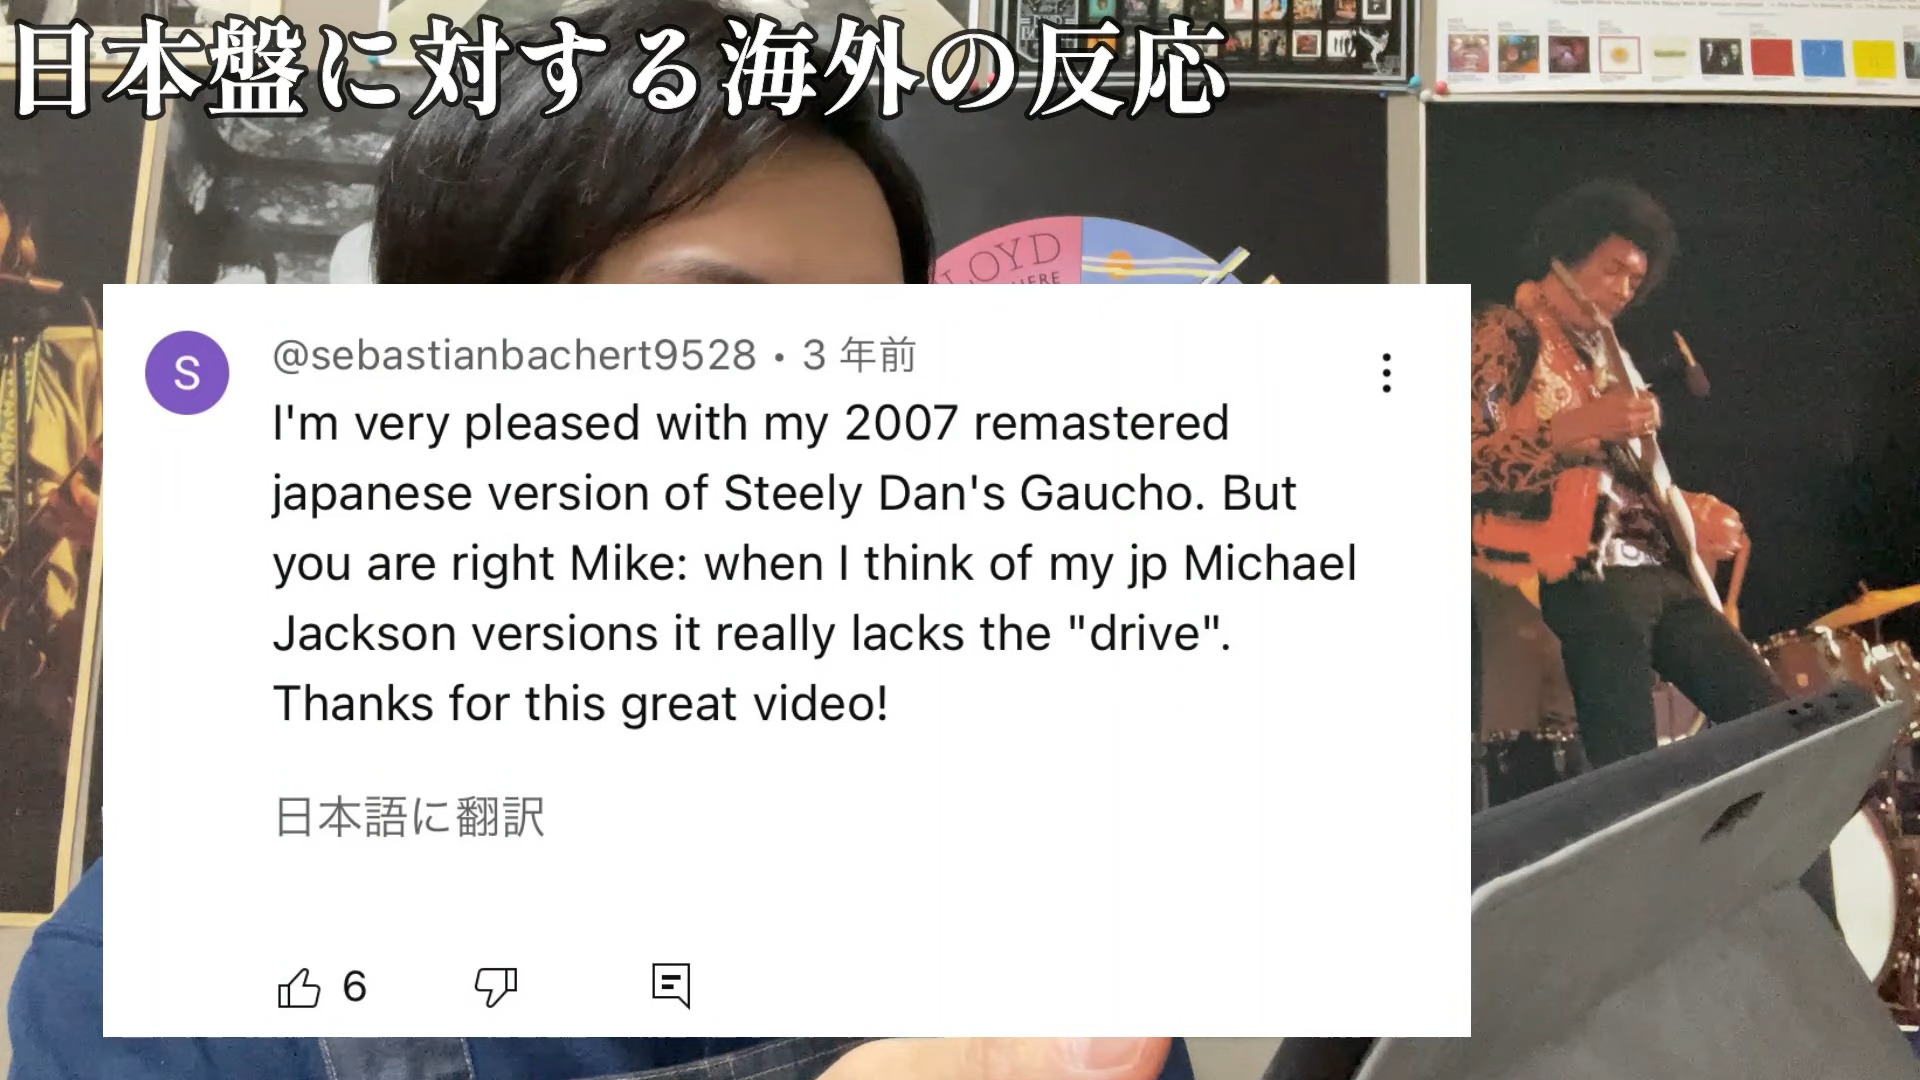 日本盤に対する海外の反応
LOYD
HERE
S
@sebastianbachert9528 • 3 年前
I'm very pleased with my 2007 remastered
japanese version of Steely Dan's Gaucho. But
you are right Mike: when I think of my jp Michael
Jackson versions it really lacks the "drive".
Thanks for this great video!
日本語に翻訳
6